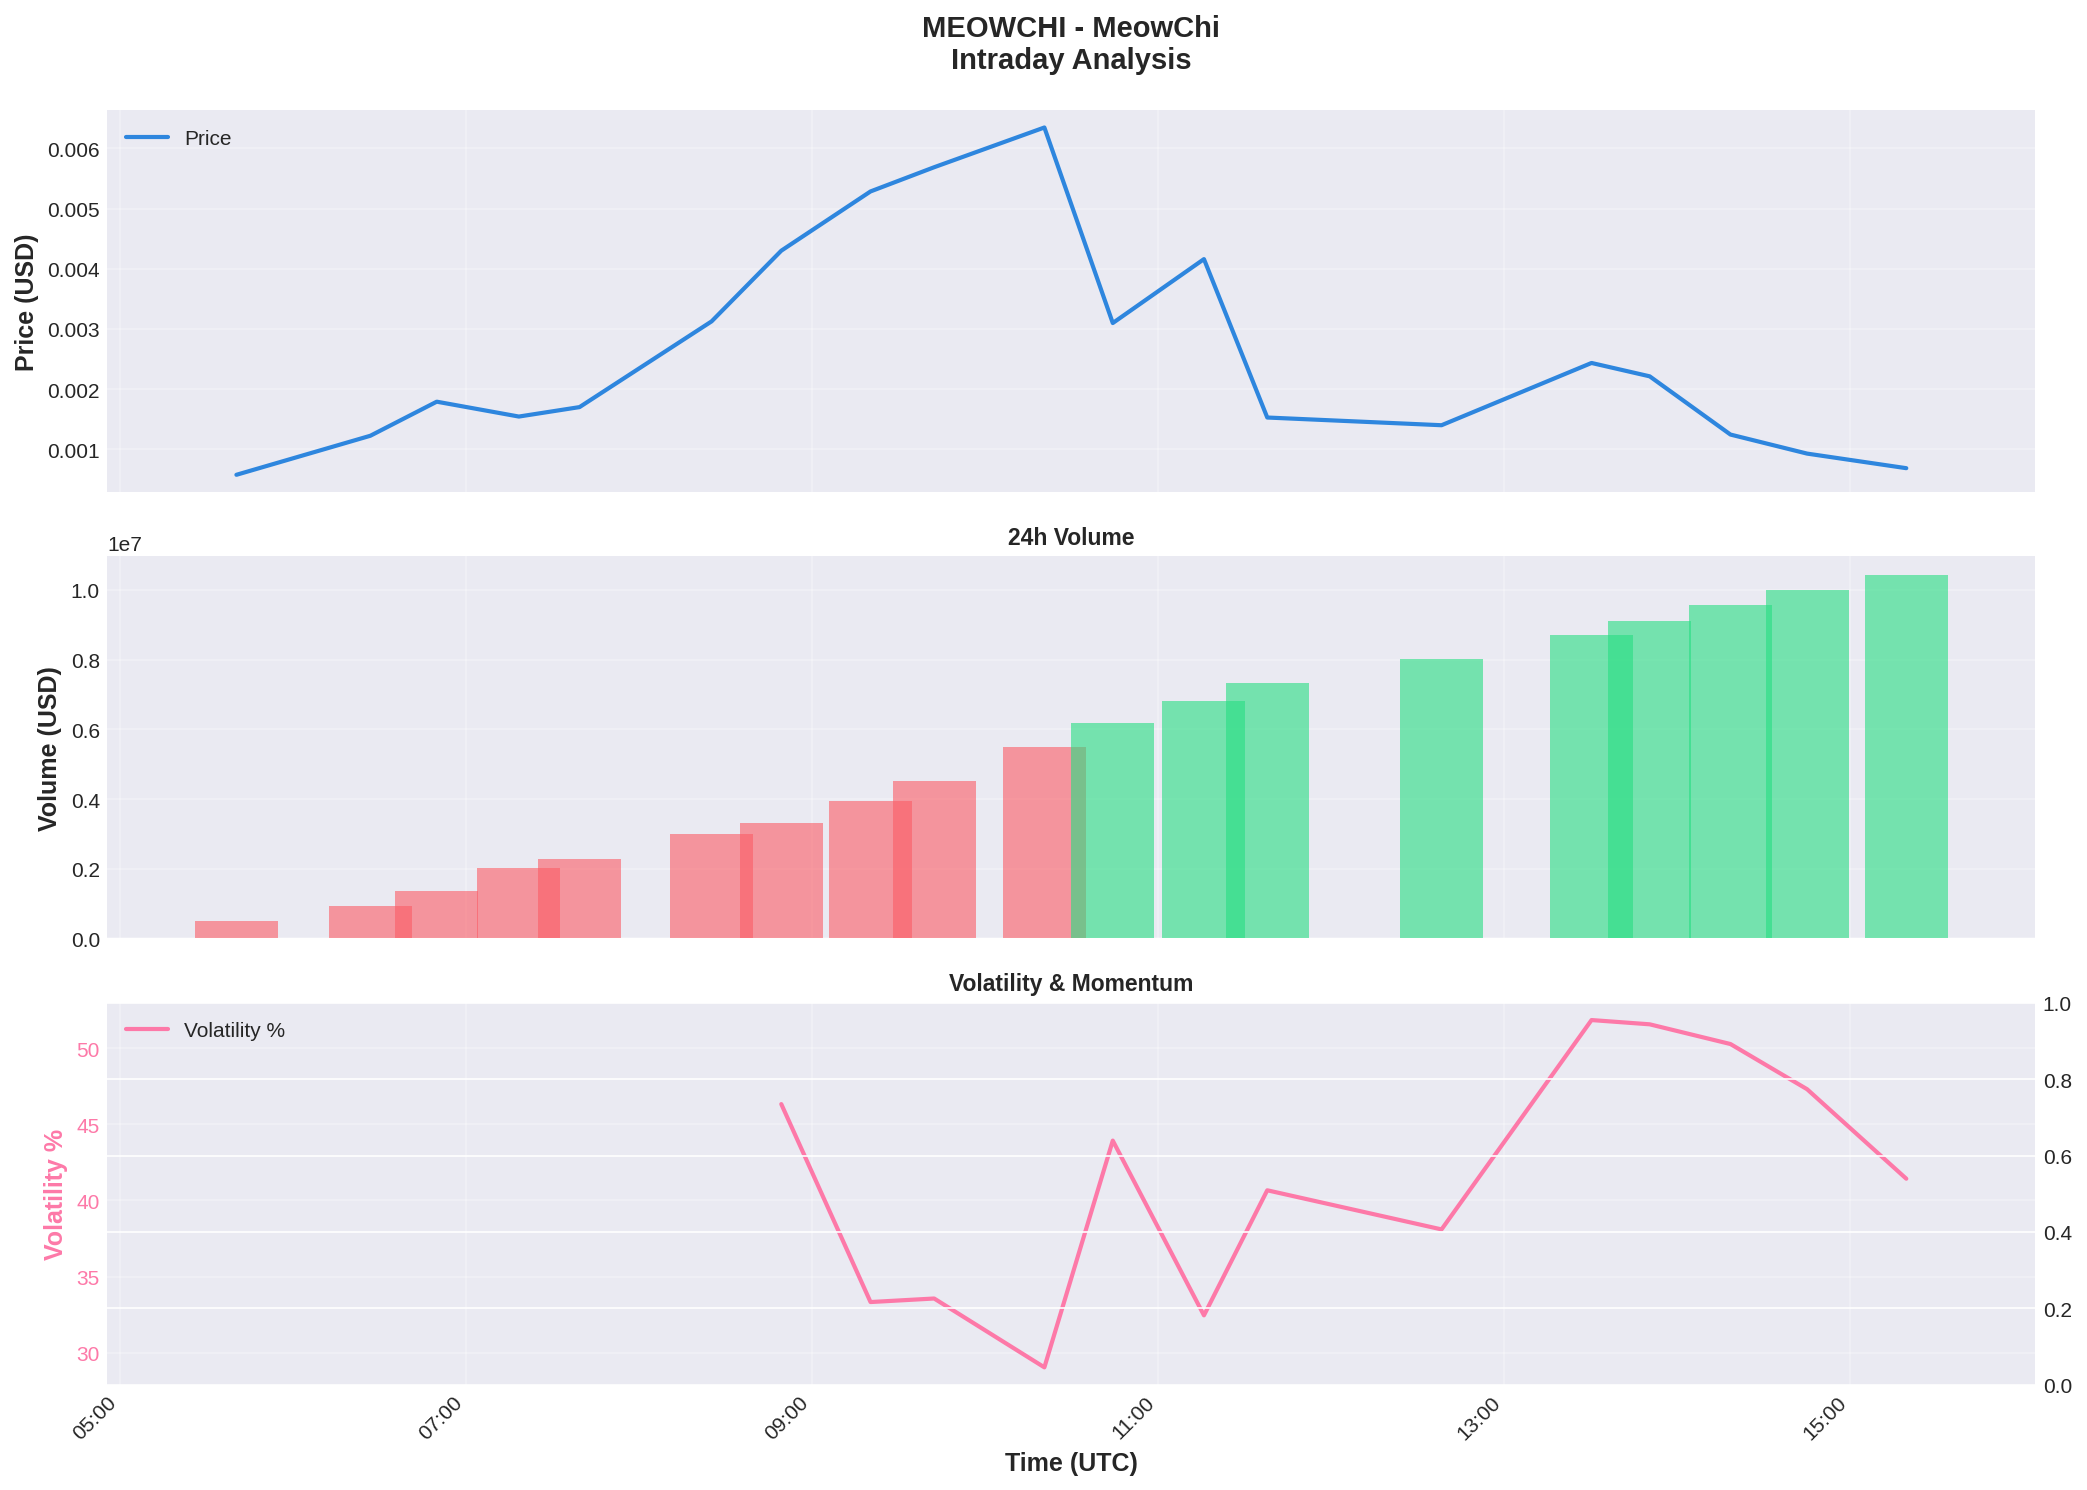 MEOWCHI - MeowChi
Intraday Analysis
Price
Price (USD)
0.006
0.005
0.004
0.003
0.002
0.001
24h Volume
1e7
Volume (USD)
1.0
0.8
0.6
0.4
0.2
0.0
Volatility & Momentum
Volatility %
Volatility %
50
45
40
35
30
1.0
0.8
0.6
0.4
0.2
0.0
05:00 07:00 09:00 11:00 13:00 15:00
Time (UTC)